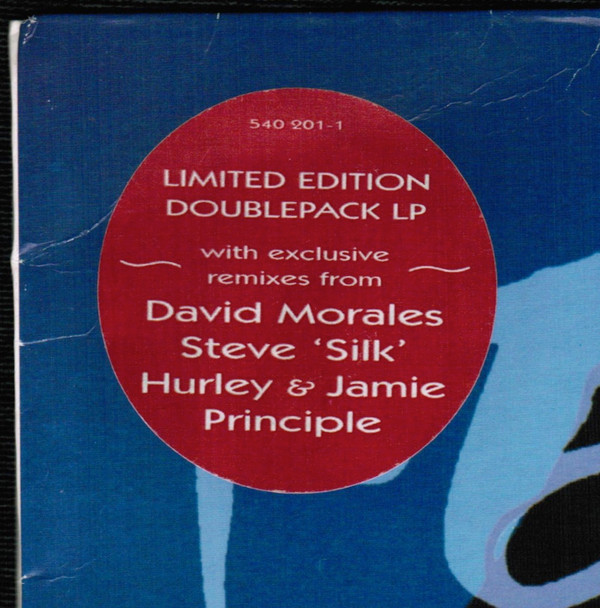 540 201-1
LIMITED EDITION
DOUBLEPACK LP
with exclusive
remixes from
David Morales
Steve ‘Silk’
Hurley & Jamie
Principle